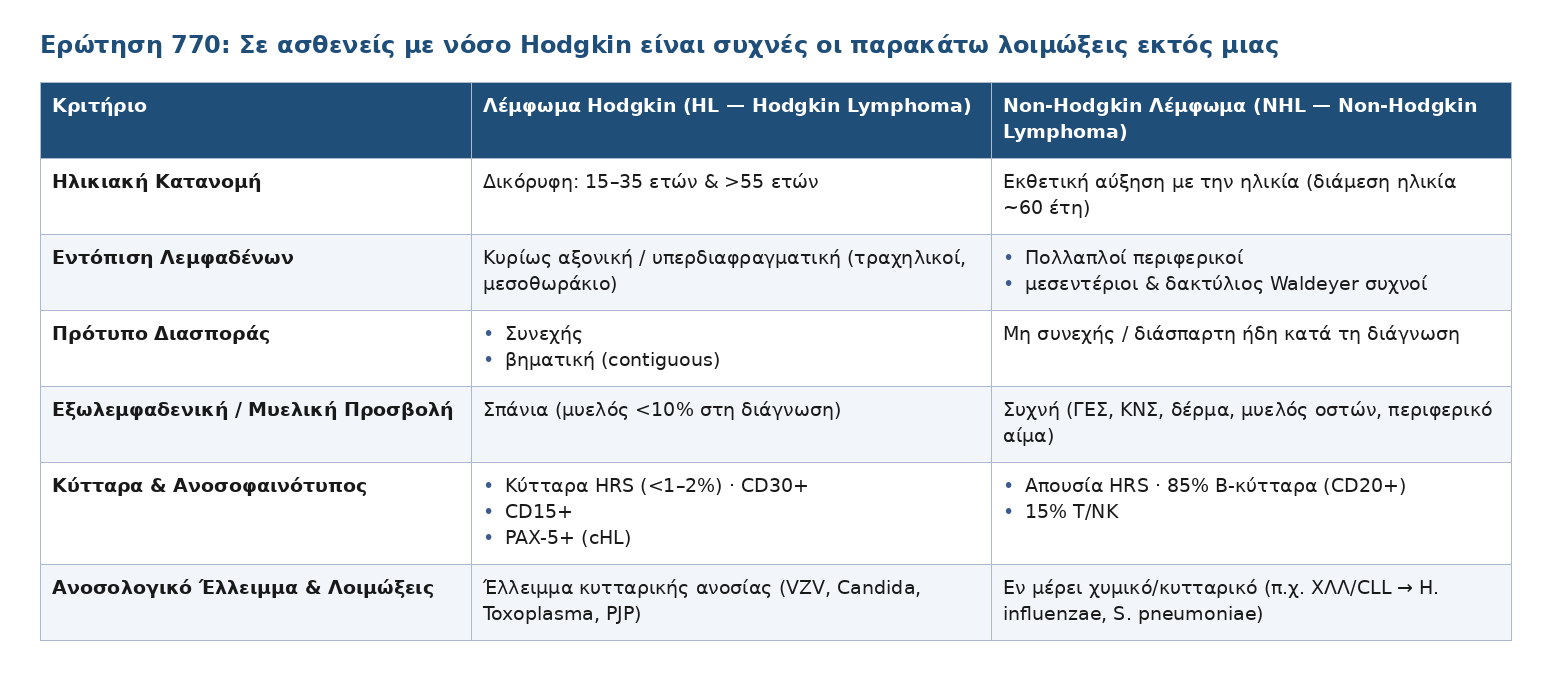 Ερώτηση 770: Σε ασθενείς με νόσο Hodgkin είναι συχνές οι παρακάτω λοιμώξεις εκτός μιας
Κριτήριο
Λέμφωμα Hodgkin (HL — Hodgkin Lymphoma)
Non-Hodgkin Λέμφωμα (NHL — Non-Hodgkin
Lymphoma)
Ηλικιακή Κατανομή
Δικόρυφη: 15–35 ετών & >55 ετών
Εκθετική αύξηση με την ηλικία (διάμεση ηλικία
~60 έτη)
Εντόπιση Λεμφαδένων
Κυρίως αξονική / υπερδιαφραγματική (τραχηλικοί,
μεσοθωράκιο)
• Πολλαπλοί περιφερικοί
• μεσεντέριοι & δακτύλιος Waldeyer συχνοί
Πρότυπο Διασποράς
• Συνεχής
• βηματική (contiguous)
Μη συνεχής / διάσπαρτη ήδη κατά τη διάγνωση
Εξωλεμφαδενική / Μυελική Προσβολή
Σπάνια (μυελός <10% στη διάγνωση)
Συχνή (ΓΕΣ, ΚΝΣ, δέρμα, μυελός οστών, περιφερικό
αίμα)
Κύτταρα & Ανοσοφαινότυπος
• Κύτταρα HRS (<1–2%) · CD30+
• CD15+
• PAX-5+ (cHL)
• Απουσία HRS · 85% Β-κύτταρα (CD20+)
• 15% T/NK
Ανοσολογικό Έλλειμμα & Λοιμώξεις
Έλλειμμα κυτταρικής ανοσίας (VZV, Candida,
Toxoplasma, PJP)
Εν μέρει χυμικό/κυτταρικό (π.χ. ΧΛΛ/CLL → H.
influenzae, S. pneumoniae)